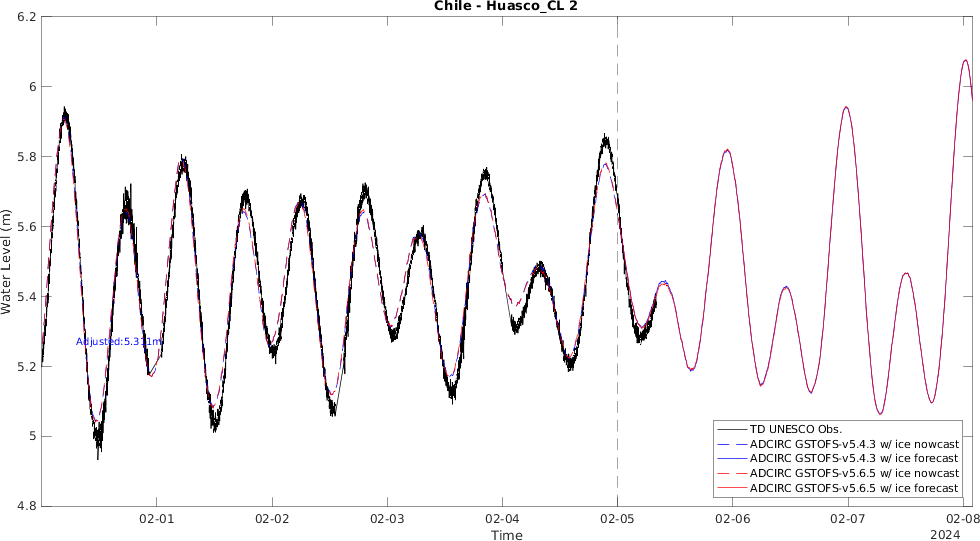 Chile - Huasco_CL 2
6.2
6
5.8
5.6
5.4
5.2
5
4.8
Water Level (m)
Adjusted:5.311m
TD UNESCO Obs.
ADCIRC GSTOFS-v5.4.3 w/ ice nowcast
ADCIRC GSTOFS-v5.4.3 w/ ice forecast
ADCIRC GSTOFS-v5.6.5 w/ ice nowcast
ADCIRC GSTOFS-v5.6.5 w/ ice forecast
02-01 02-02 02-03 02-04 02-05 02-06 02-07 02-08
Time
2024